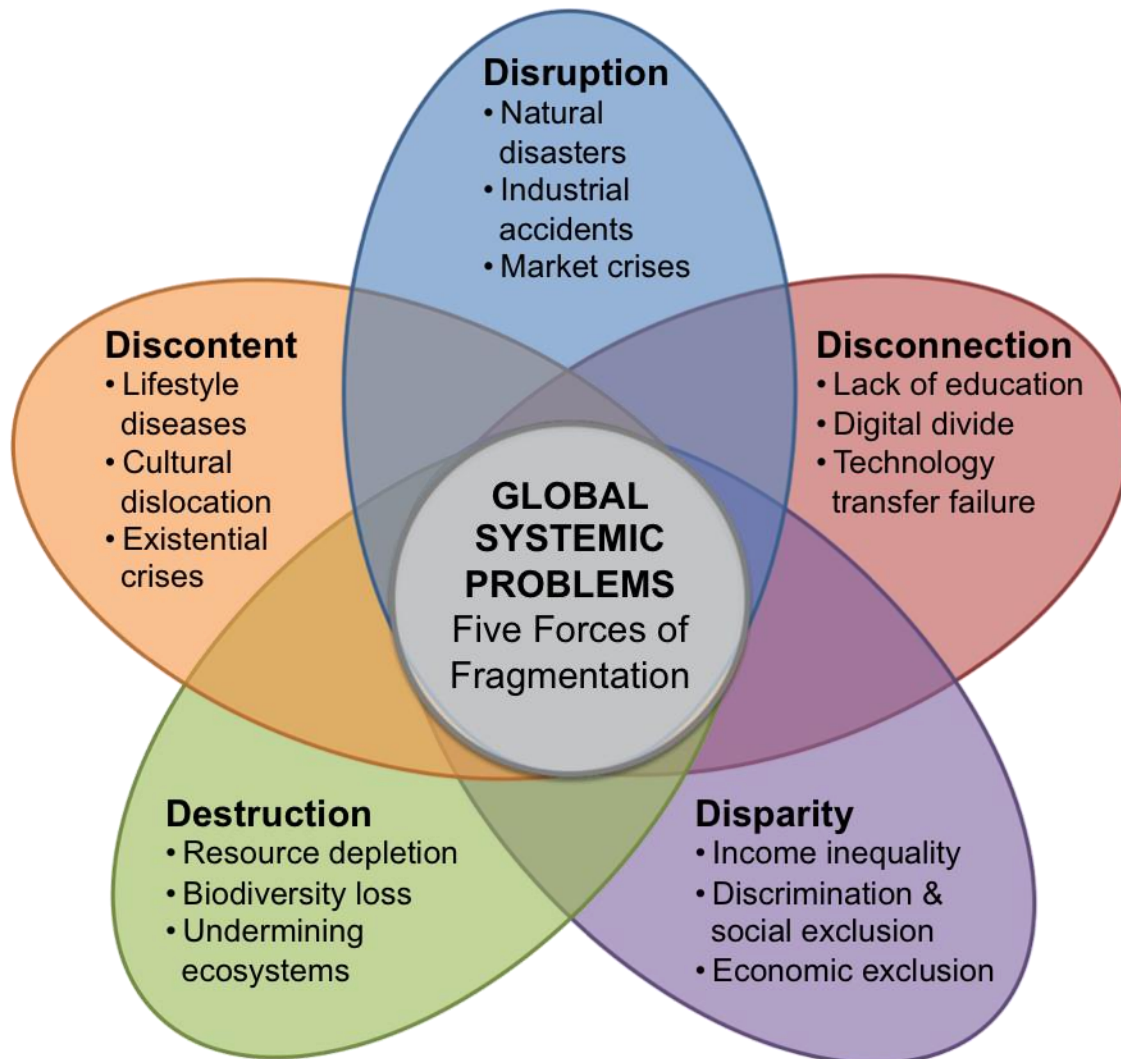 Disruption
• Natural
disasters
• Industrial
accidents
• Market crises
Discontent
• Lifestyle
diseases
• Cultural
dislocation
• Existential
crises
Disconnection
• Lack of education
• Digital divide
• Technology
transfer failure
GLOBAL
SYSTEMIC
PROBLEMS
Five Forces of
Fragmentation
Destruction
• Resource depletion
• Biodiversity loss
• Undermining
ecosystems
Disparity
• Income inequality
• Discrimination &
social exclusion
• Economic exclusion